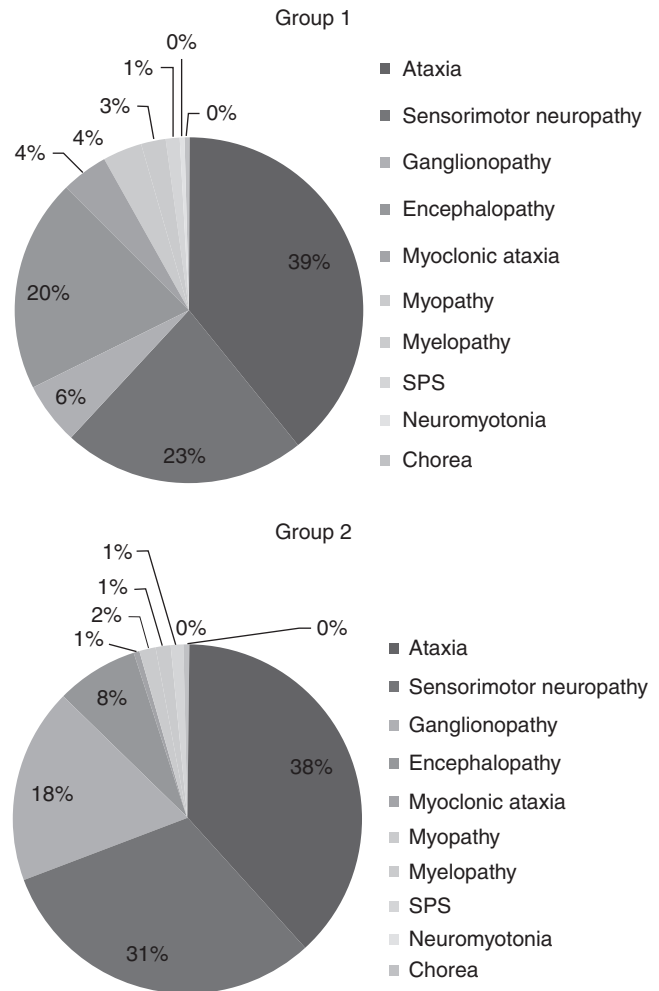 Group 1
0%
1%
0%
3%
4%
4%
39%
20%
6%
23%
Ataxia
Sensorimotor neuropathy
Ganglionopathy
Encephalopathy
Myoclonic ataxia
Myopathy
Myelopathy
SPS
Neuromyotonia
Chorea
Group 2
1%
1%
2%
0%
0%
1%
8%
38%
18%
31%
Ataxia
Sensorimotor neuropathy
Ganglionopathy
Encephalopathy
Myoclonic ataxia
Myopathy
Myelopathy
SPS
Neuromyotonia
Chorea